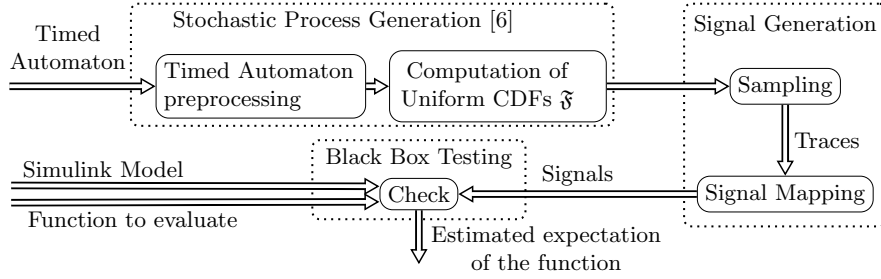 Stochastic Process Generation [6]
Signal Generation
Timed
Automaton
Timed Automaton
preprocessing
Computation of
Uniform CDFs 𝔉
Sampling
Traces
Black Box Testing
Simulink Model
Signals
Check
Signal Mapping
Function to evaluate
Estimated expectation
of the function